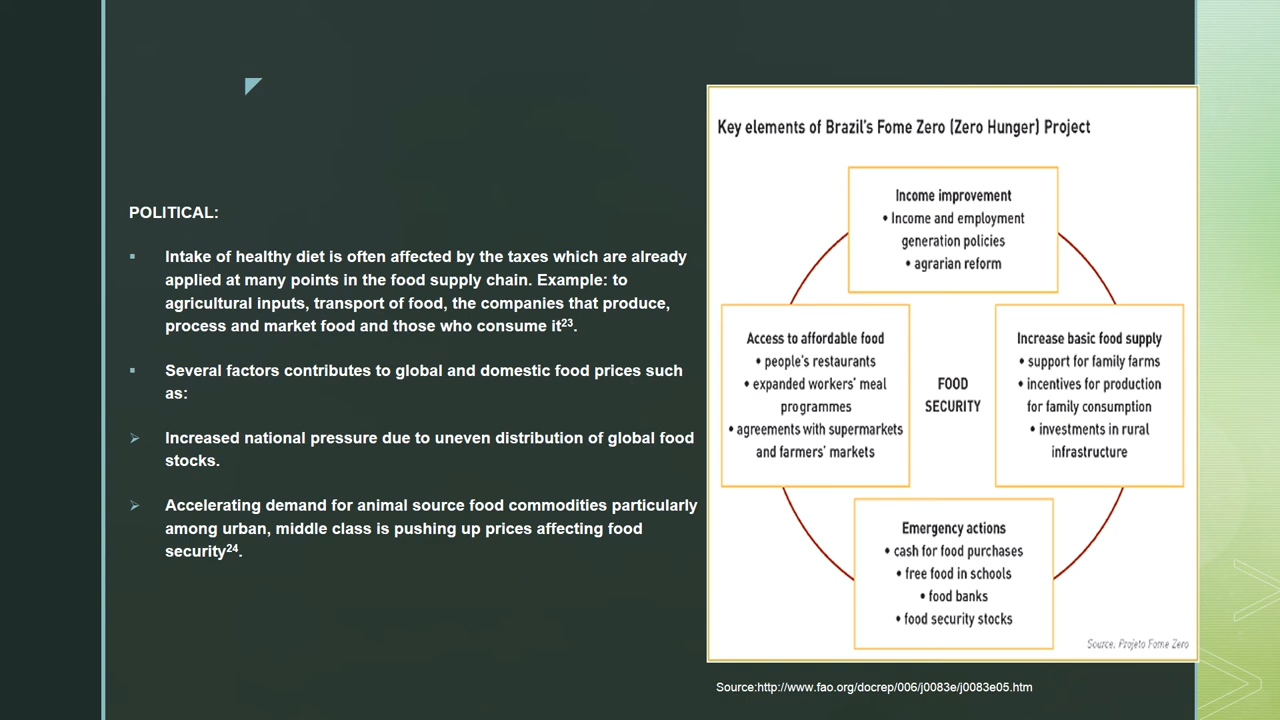 POLITICAL:
▪ Intake of healthy diet is often affected by the taxes which are already
applied at many points in the food supply chain. Example: to
agricultural inputs, transport of food, the companies that produce,
process and market food and those who consume it²³.
▪ Several factors contributes to global and domestic food prices such
as:
➢ Increased national pressure due to uneven distribution of global food
stocks.
➢ Accelerating demand for animal source food commodities particularly
among urban, middle class is pushing up prices affecting food
security²⁴.
Key elements of Brazil's Fome Zero (Zero Hunger) Project
Income improvement
• Income and employment
generation policies
• agrarian reform
Access to affordable food
• people's restaurants
• expanded workers' meal
programmes
• agreements with supermarkets
and farmers' markets
FOOD
SECURITY
Increase basic food supply
• support for family farms
• incentives for production
for family consumption
• investments in rural
infrastructure
Emergency actions
• cash for food purchases
• free food in schools
• food banks
• food security stocks
Source. Projeto Fome Zero
Source:http://www.fao.org/docrep/006/j0083e/j0083e05.htm